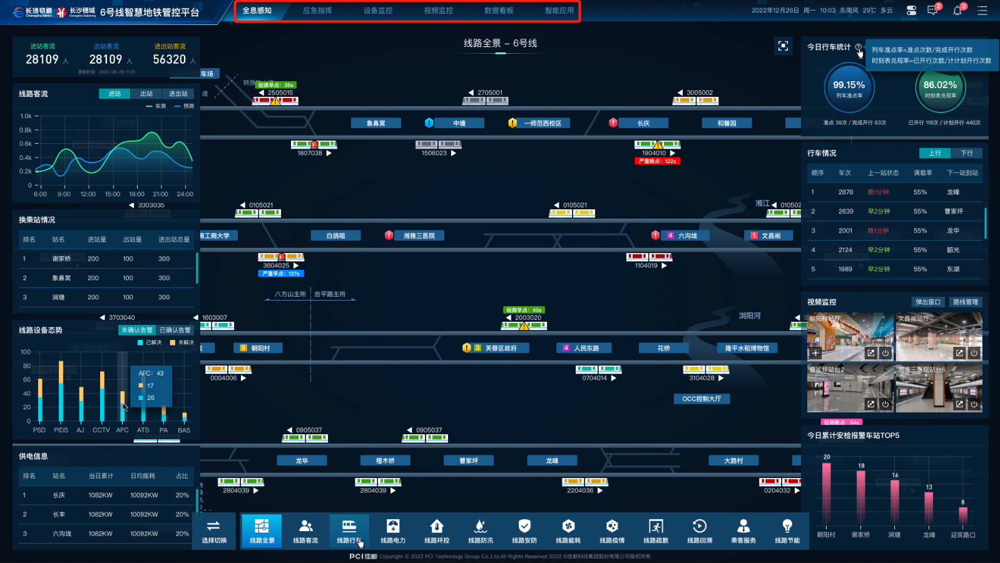 长沙轨道
Changsha Metro
长沙穗城
Changsha Suicheng
6号线智慧地铁管控平台
全息感知
应急指挥
设备监控
视频监控
数据看板
智能应用
2022年12月26日 周一 10:03 东南风 29℃ 多云
2
3
进站客流
出站客流
进出站客流
28109 人
28109 人
56320 人
更新时间: 2022-08-29 11:03
线路客流
进站
出站
进出站
实测
预测
1.0k
0.8k
0.6k
0.4k
0.2k
0
6:00 9:00 12:00 15:00 18:00 21:00 24:00
换乘站情况
排名 站名 进站量 出站量 进出站总量
1 谢家桥 200 100 300
2 象鼻窝 200 100 300
3 涧塘 200 100 300
线路设备态势
未确认告警
已确认告警
已解决
未解决
100
80
60
40
20
0
AFC: 43
17
26
PSD PIDS AJ CCTV AFC ATS PA BAS
供电信息
排名 站名 当日累计 日均能耗 占比
1 长庆 1082KW 10092KW 20%
2 长丰 1082KW 10092KW 20%
3 六沟垅 1082KW 10092KW 20%
线路全景 – 6号线
车场
转换
道
轻微早点: 36s
2505015
2705001
3005002
象鼻窝
中塘
一师范西校区
长庆
和馨园
1807038
1506023
1904010
严重晚点: 122s
3303035
0105021
0105021
湘江
010502
南工商大学
白鸽咀
湘雅三医院
4 六沟垅
1 文昌阁
3604025
严重早点: 137s
1104019
八方山主所
合平路主所
3703040
1603007
轻微早点: 40s
2003020
浏阳河
5 朝阳村
3 芙蓉区政府
4 人民东路
花桥
隆平水稻博物馆
0004006
0704014
3104028
OCC控制大厅
0905037
0905037
轻微晚点: 64s
龙华
檀木桥
曹家坪
龙峰
大路村
2804039
2804039
2204036
0204032
选择切换
线路全景
线路客流
线路行车
线路电力
线路环控
线路防汛
线路安防
线路能耗
线路疫情
线路疏散
线路回溯
乘客服务
线路节能
今日行车统计
列车准点率=准点次数/完成开行次数
时刻表兑现率=已开行次数/计计划开行次数
99.15%
列车准点率
86.02%
时刻表兑现率
准点 39次 / 完成开行 83次
已开行 118次 / 计划开行 440次
行车情况
上行
下行
顺序 车次 上一站状态 满载率 下一站到站
1 2878 晚1分钟 55% 龙峰
2 2639 早2分钟 55% 曹家坪
3 2001 晚1分钟 55% 龙华
4 2124 早2分钟 55% 韶光
5 1989 早2分钟 55% 东湖
视频监控
弹出窗口
路线管理
朝阳村站厅
文昌阁站厅
曹家坪站台2
湘雅三医院站台6
今日累计安检报警车站TOP5
20
18
16
13
8
朝阳村 谢家桥 涧塘 龙峰 迎宾路口
PCI 佳都 Copyright © 2022 PCI Technology Group Co.,Ltd.All Rights Reserved 2022 ©佳都科技集团股份有限公司版权所有